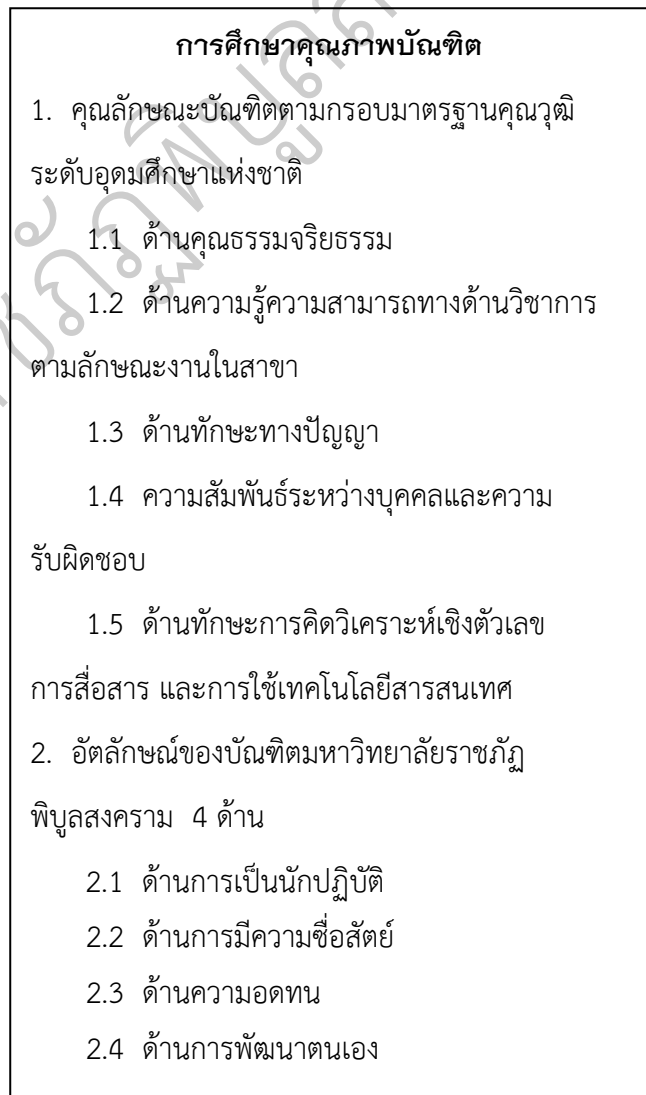 การศึกษาคุณภาพบัณฑิต
1. คุณลักษณะบัณฑิตตามกรอบมาตรฐานคุณวุฒิ
ระดับอุดมศึกษาแห่งชาติ
1.1 ด้านคุณธรรมจริยธรรม
1.2 ด้านความรู้ความสามารถทางด้านวิชาการ
ตามลักษณะงานในสาขา
1.3 ด้านทักษะทางปัญญา
1.4 ความสัมพันธ์ระหว่างบุคคลและความ
รับผิดชอบ
1.5 ด้านทักษะการคิดวิเคราะห์เชิงตัวเลข
การสื่อสาร และการใช้เทคโนโลยีสารสนเทศ
2. อัตลักษณ์ของบัณฑิตมหาวิทยาลัยราชภัฏ
พิบูลสงคราม 4 ด้าน
2.1 ด้านการเป็นนักปฏิบัติ
2.2 ด้านการมีความซื่อสัตย์
2.3 ด้านความอดทน
2.4 ด้านการพัฒนาตนเอง